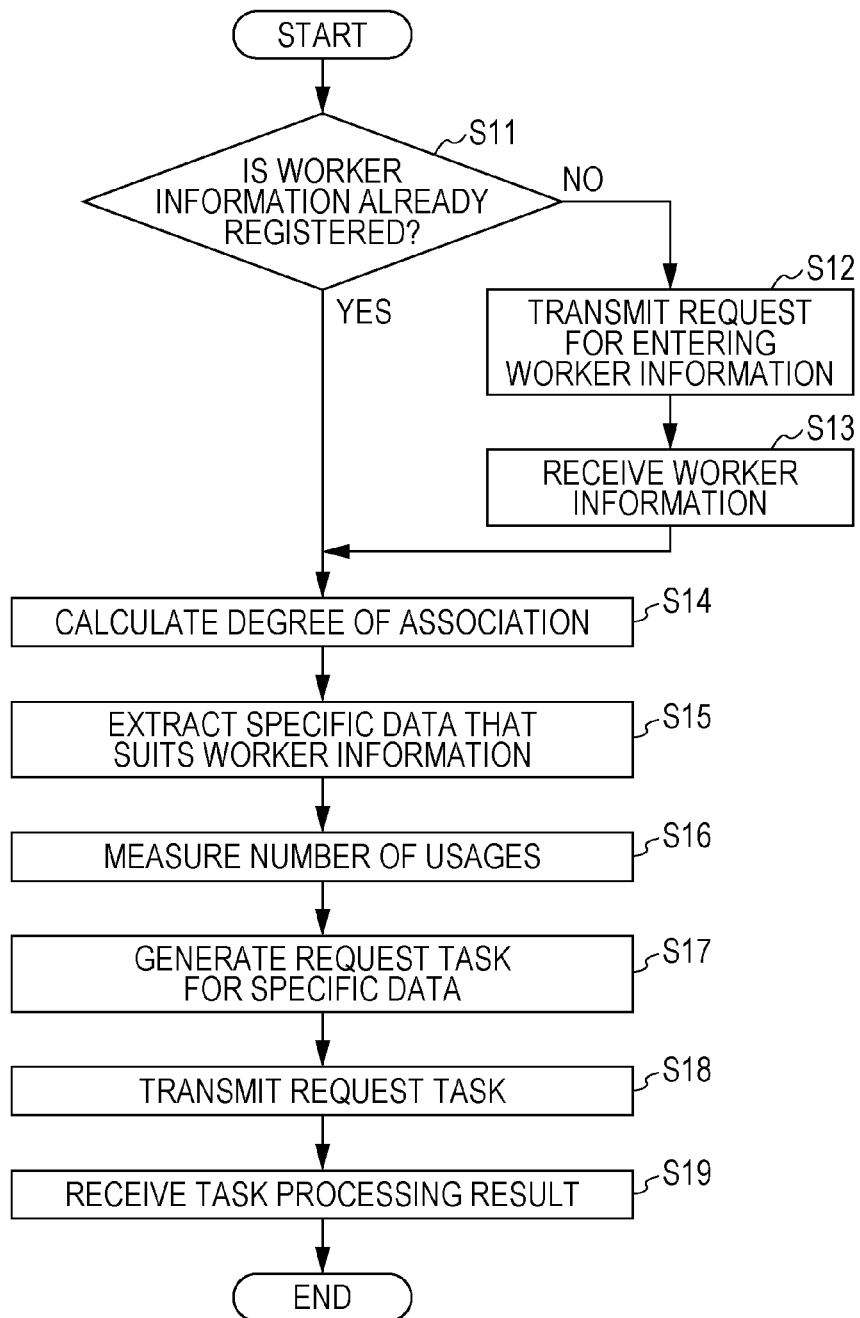 START
S11
IS WORKER
INFORMATION ALREADY
REGISTERED?
NO
YES
S12
TRANSMIT REQUEST
FOR ENTERING
WORKER INFORMATION
S13
RECEIVE WORKER
INFORMATION
S14
CALCULATE DEGREE OF ASSOCIATION
S15
EXTRACT SPECIFIC DATA THAT
SUITS WORKER INFORMATION
S16
MEASURE NUMBER OF USAGES
S17
GENERATE REQUEST TASK
FOR SPECIFIC DATA
S18
TRANSMIT REQUEST TASK
S19
RECEIVE TASK PROCESSING RESULT
END